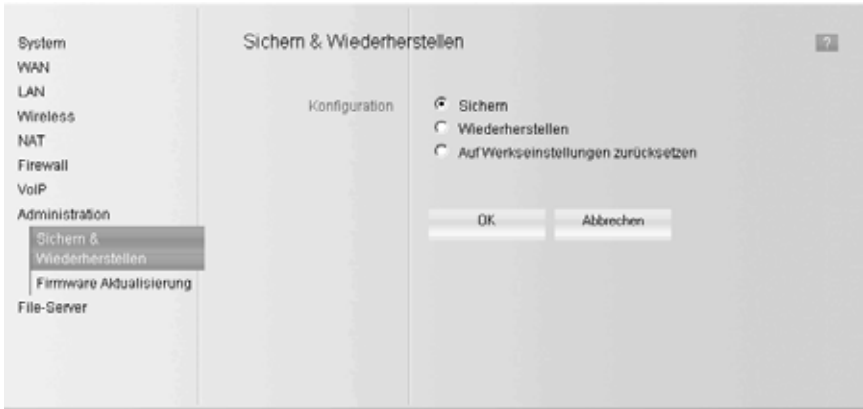 System
WAN
LAN
Wireless
NAT
Firewall
VoIP
Administration
Sichern &
Wiederherstellen
Firmware Aktualisierung
File-Server
Sichern & Wiederherstellen
?
Konfiguration
Sichern
Wiederherstellen
Auf Werkseinstellungen zurücksetzen
OK Abbrechen